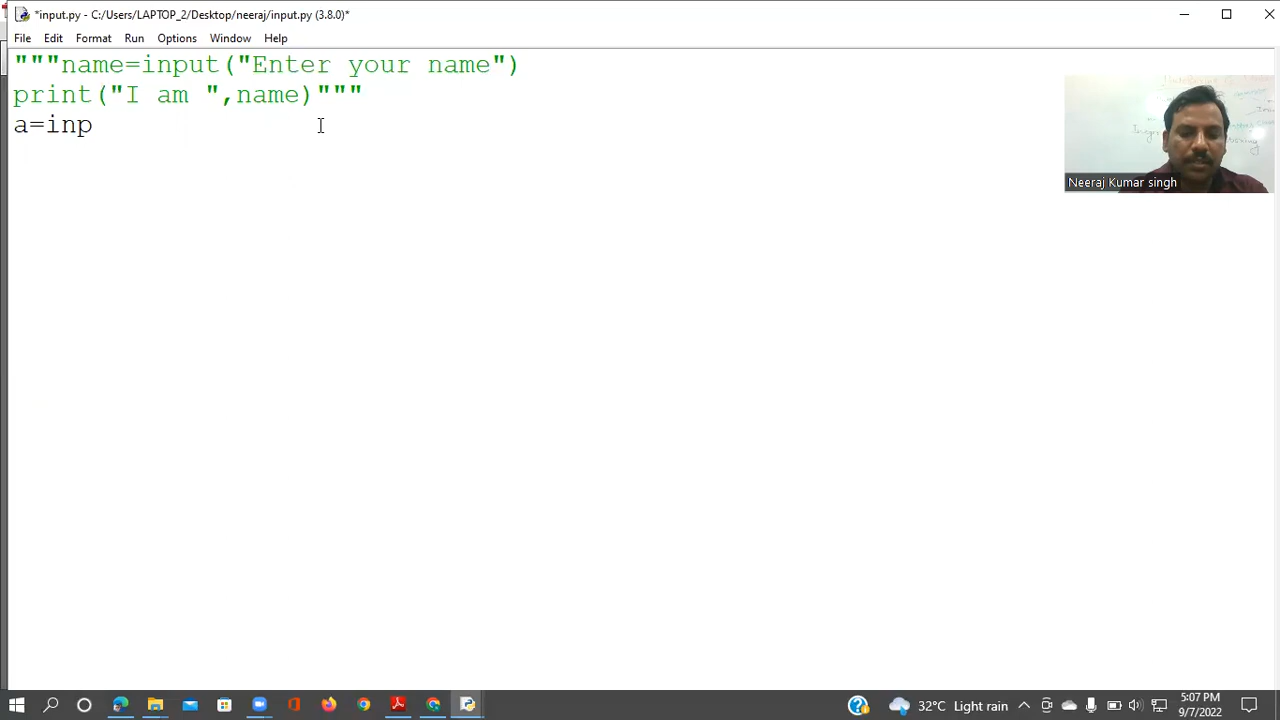 *input.py - C:/Users/LAPTOP_2/Desktop/neeraj/input.py (3.8.0)*
File Edit Format Run Options Window Help
"""name=input("Enter your name")
print("I am ",name)"""
a=inp
Neeraj Kumar singh
32°C Light rain
5:07 PM
9/7/2022